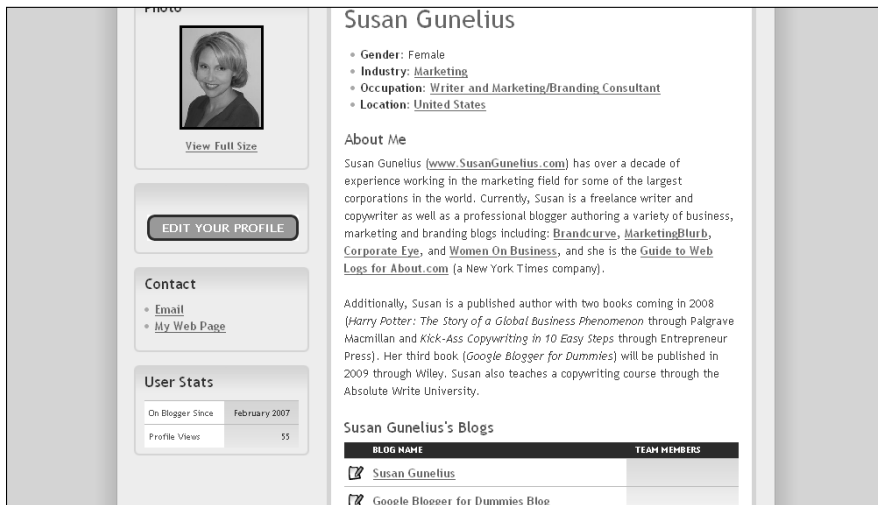 Photo
View Full Size
EDIT YOUR PROFILE
Contact
Email
My Web Page
User Stats
On Blogger Since February 2007
Profile Views 55
Susan Gunelius
Gender: Female
Industry: Marketing
Occupation: Writer and Marketing/Branding Consultant
Location: United States
About Me
Susan Gunelius (www.SusanGunelius.com) has over a decade of
experience working in the marketing field for some of the largest
corporations in the world. Currently, Susan is a freelance writer and
copywriter as well as a professional blogger authoring a variety of business,
marketing and branding blogs including: Brandcurve, MarketingBlurb,
Corporate Eye, and Women On Business, and she is the Guide to Web
Logs for About.com (a New York Times company).
Additionally, Susan is a published author with two books coming in 2008
(Harry Potter: The Story of a Global Business Phenomenon through Palgrave
Macmillan and Kick-Ass Copywriting in 10 Easy Steps through Entrepreneur
Press). Her third book (Google Blogger for Dummies) will be published in
2009 through Wiley. Susan also teaches a copywriting course through the
Absolute Write University.
Susan Gunelius's Blogs
BLOG NAME TEAM MEMBERS
Susan Gunelius
Google Blogger for Dummies Blog